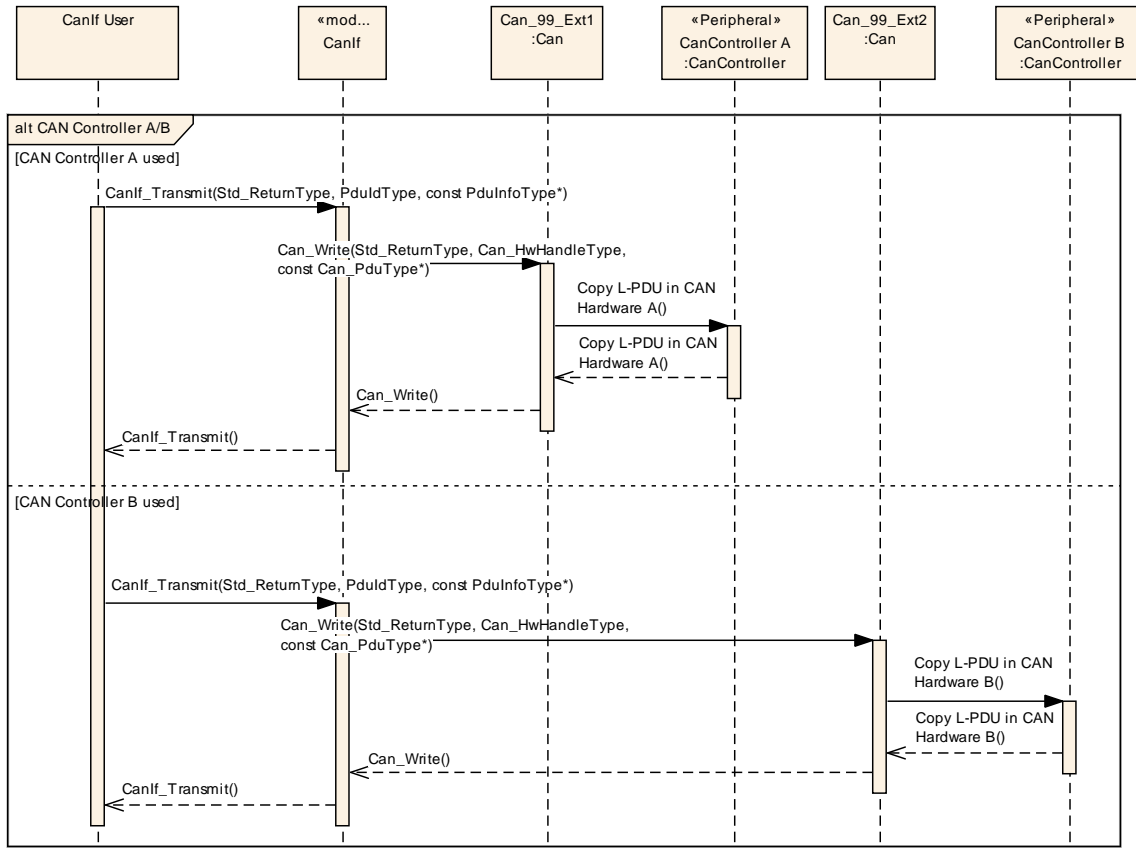 CanIf User
«mod...
CanIf
Can_99_Ext1
:Can
«Peripheral»
CanController A
:CanController
Can_99_Ext2
:Can
«Peripheral»
CanController B
:CanController
alt CAN Controller A/B
[CAN Controller A used]
CanIf_Transmit(Std_ReturnType, PduIdType, const PduInfoType*)
Can_Write(Std_ReturnType, Can_HwHandleType,
const Can_PduType*)
Copy L-PDU in CAN
Hardware A()
Copy L-PDU in CAN
Hardware A()
Can_Write()
CanIf_Transmit()
[CAN Controller B used]
CanIf_Transmit(Std_ReturnType, PduIdType, const PduInfoType*)
Can_Write(Std_ReturnType, Can_HwHandleType,
const Can_PduType*)
Copy L-PDU in CAN
Hardware B()
Copy L-PDU in CAN
Hardware B()
Can_Write()
CanIf_Transmit()